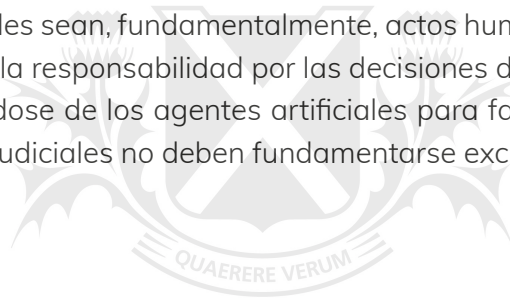 les sean, fundamentalmente, actos hum
la responsabilidad por las decisiones d
dose de los agentes artificiales para fa
udiciales no deben fundamentarse exc
QUAERERE VERUM